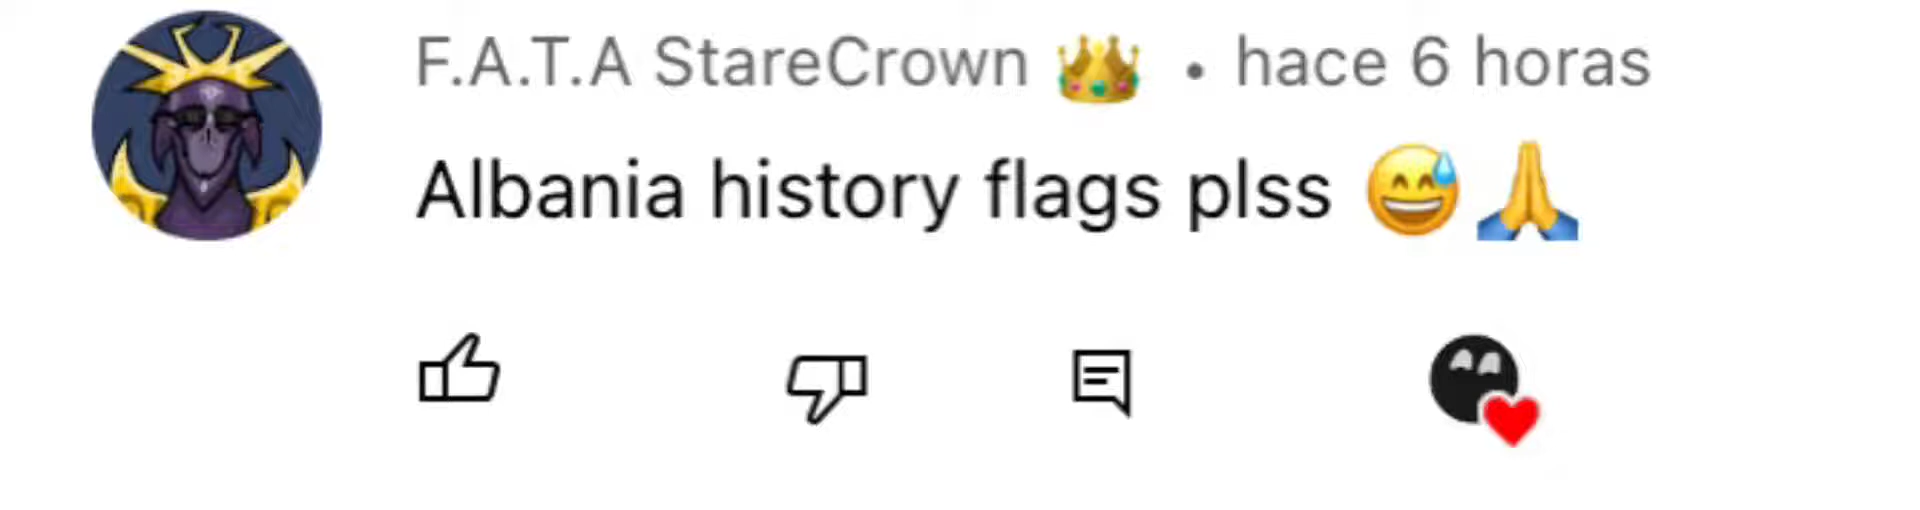 F.A.T.A StareCrown 👑 • hace 6 horas
Albania history flags plss 😅🙏